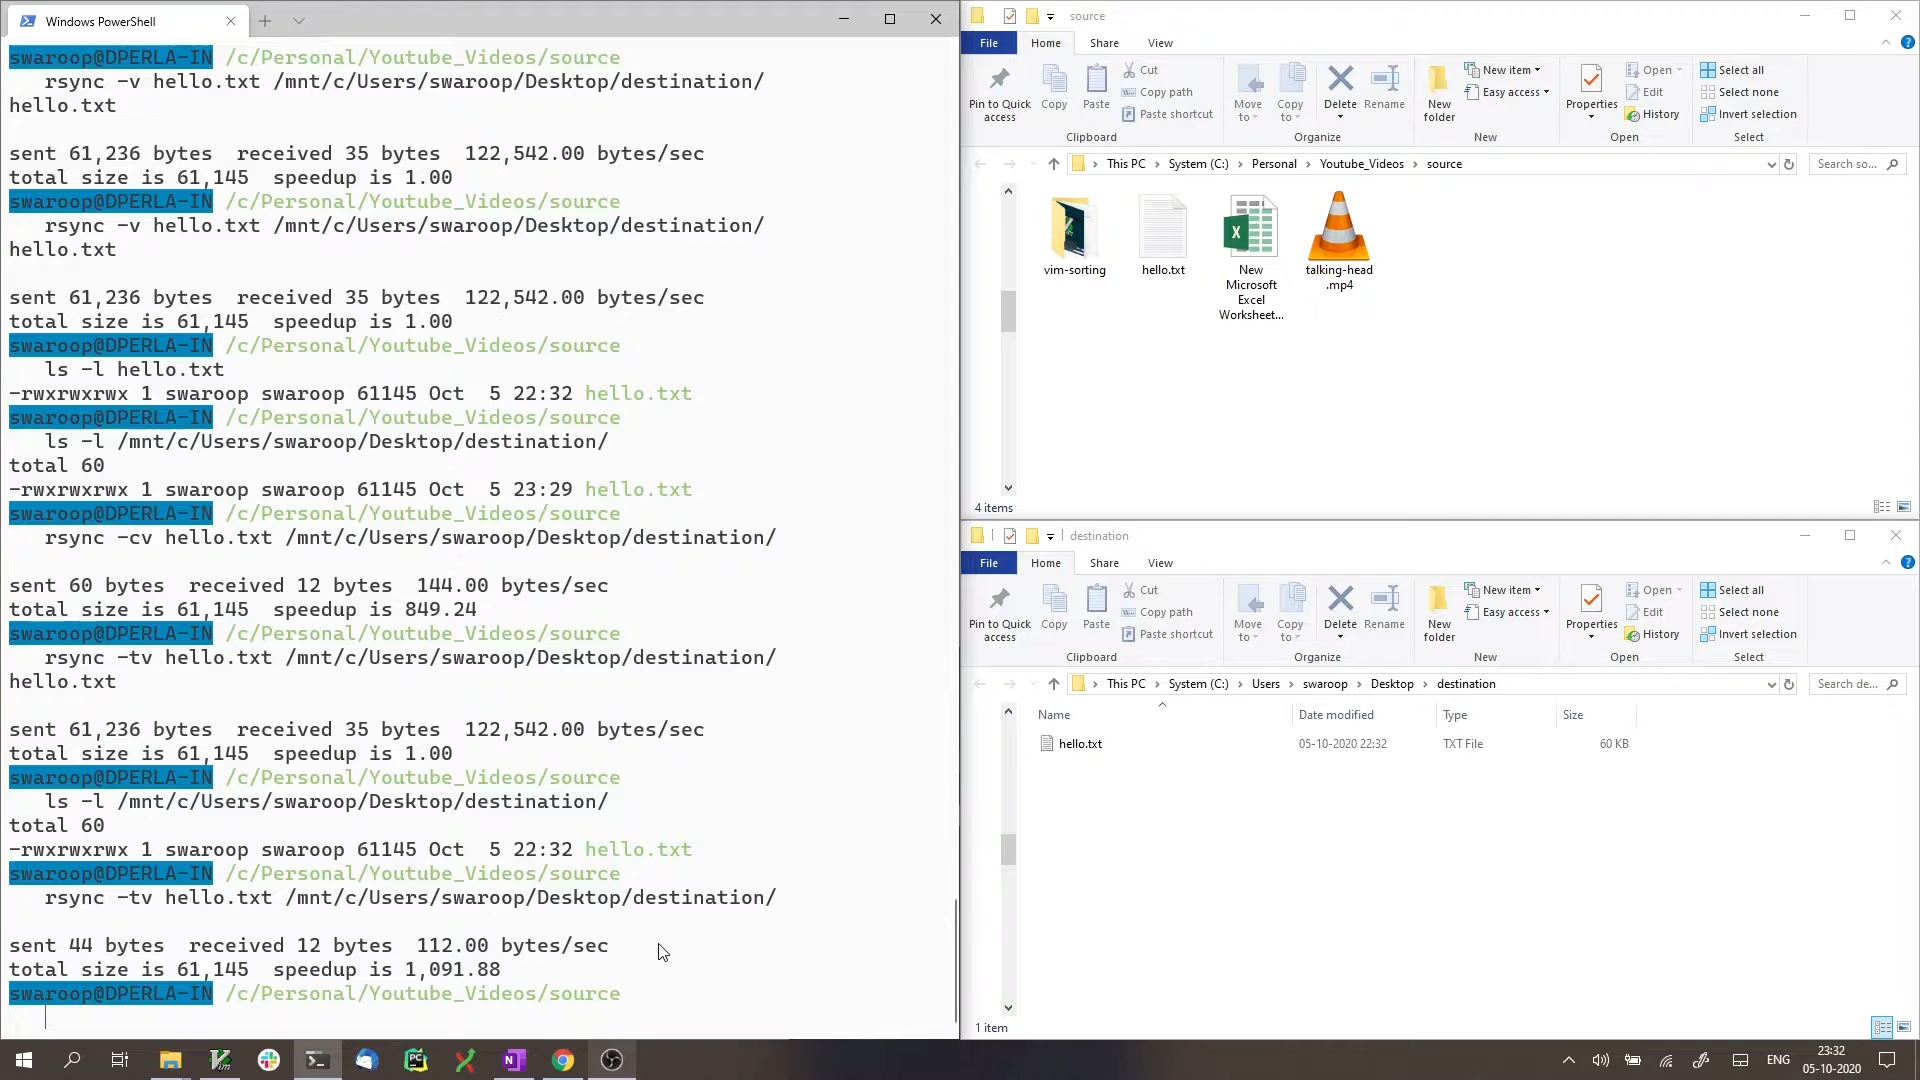 Windows PowerShell
swaroop@DPERLA-IN /c/Personal/Youtube_Videos/source
rsync -v hello.txt /mnt/c/Users/swaroop/Desktop/destination/
hello.txt
sent 61,236 bytes  received 35 bytes  122,542.00 bytes/sec
total size is 61,145  speedup is 1.00
swaroop@DPERLA-IN /c/Personal/Youtube_Videos/source
rsync -v hello.txt /mnt/c/Users/swaroop/Desktop/destination/
hello.txt
sent 61,236 bytes  received 35 bytes  122,542.00 bytes/sec
total size is 61,145  speedup is 1.00
swaroop@DPERLA-IN /c/Personal/Youtube_Videos/source
ls -l hello.txt
-rwxrwxrwx 1 swaroop swaroop 61145 Oct  5 22:32 hello.txt
swaroop@DPERLA-IN /c/Personal/Youtube_Videos/source
ls -l /mnt/c/Users/swaroop/Desktop/destination/
total 60
-rwxrwxrwx 1 swaroop swaroop 61145 Oct  5 23:29 hello.txt
swaroop@DPERLA-IN /c/Personal/Youtube_Videos/source
rsync -cv hello.txt /mnt/c/Users/swaroop/Desktop/destination/
sent 60 bytes  received 12 bytes  144.00 bytes/sec
total size is 61,145  speedup is 849.24
swaroop@DPERLA-IN /c/Personal/Youtube_Videos/source
rsync -tv hello.txt /mnt/c/Users/swaroop/Desktop/destination/
hello.txt
sent 61,236 bytes  received 35 bytes  122,542.00 bytes/sec
total size is 61,145  speedup is 1.00
swaroop@DPERLA-IN /c/Personal/Youtube_Videos/source
ls -l /mnt/c/Users/swaroop/Desktop/destination/
total 60
-rwxrwxrwx 1 swaroop swaroop 61145 Oct  5 22:32 hello.txt
swaroop@DPERLA-IN /c/Personal/Youtube_Videos/source
rsync -tv hello.txt /mnt/c/Users/swaroop/Desktop/destination/
sent 44 bytes  received 12 bytes  112.00 bytes/sec
total size is 61,145  speedup is 1,091.88
swaroop@DPERLA-IN /c/Personal/Youtube_Videos/source
source
File Home Share View
Pin to Quick access
Copy
Paste
Cut
Copy path
Paste shortcut
Clipboard
Move to
Copy to
Delete
Rename
Organize
New folder
New item
Easy access
New
Properties
Open
Edit
History
Open
Select all
Select none
Invert selection
Select
This PC > System (C:) > Personal > Youtube_Videos > source
Search so...
vim-sorting
hello.txt
New Microsoft Excel Worksheet...
talking-head.mp4
4 items
destination
File Home Share View
Pin to Quick access
Copy
Paste
Cut
Copy path
Paste shortcut
Clipboard
Move to
Copy to
Delete
Rename
Organize
New folder
New item
Easy access
New
Properties
Open
Edit
History
Open
Select all
Select none
Invert selection
Select
This PC > System (C:) > Users > swaroop > Desktop > destination
Search de...
Name Date modified Type Size
hello.txt 05-10-2020 22:32 TXT File 60 KB
1 item
ENG
23:32
05-10-2020